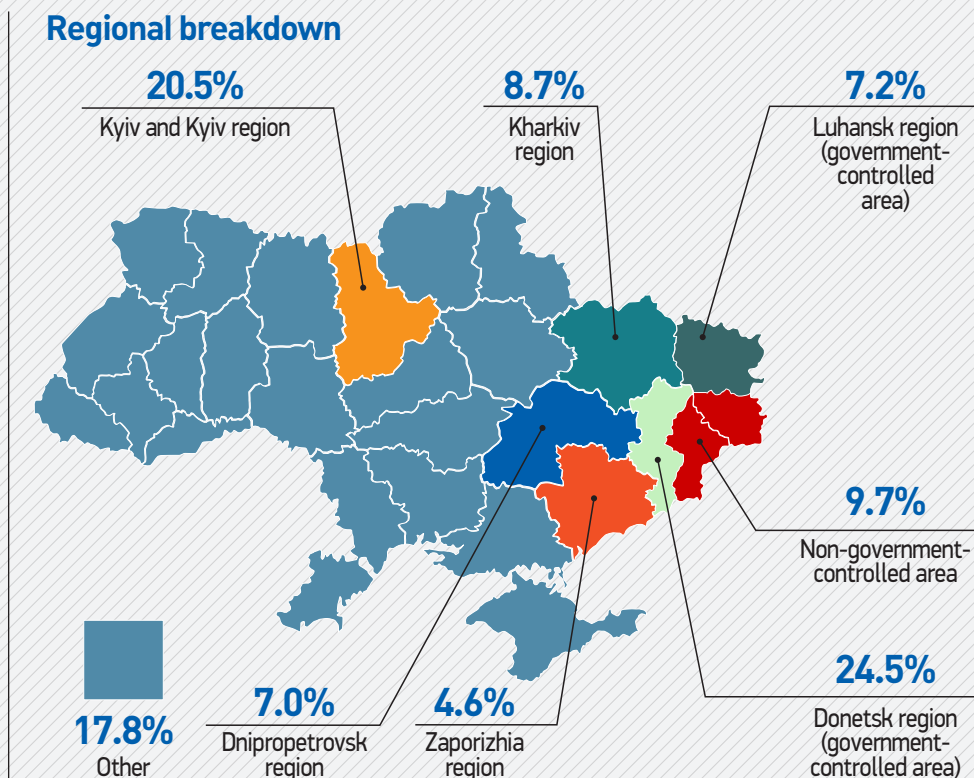 Regional breakdown
20.5%
Kyiv and Kyiv region
8.7%
Kharkiv
region
7.2%
Luhansk region
(government-
controlled
area)
9.7%
Non-government-
controlled area
24.5%
Donetsk region
(government-
controlled area)
4.6%
Zaporizhia
region
7.0%
Dnipropetrovsk
region
17.8%
Other